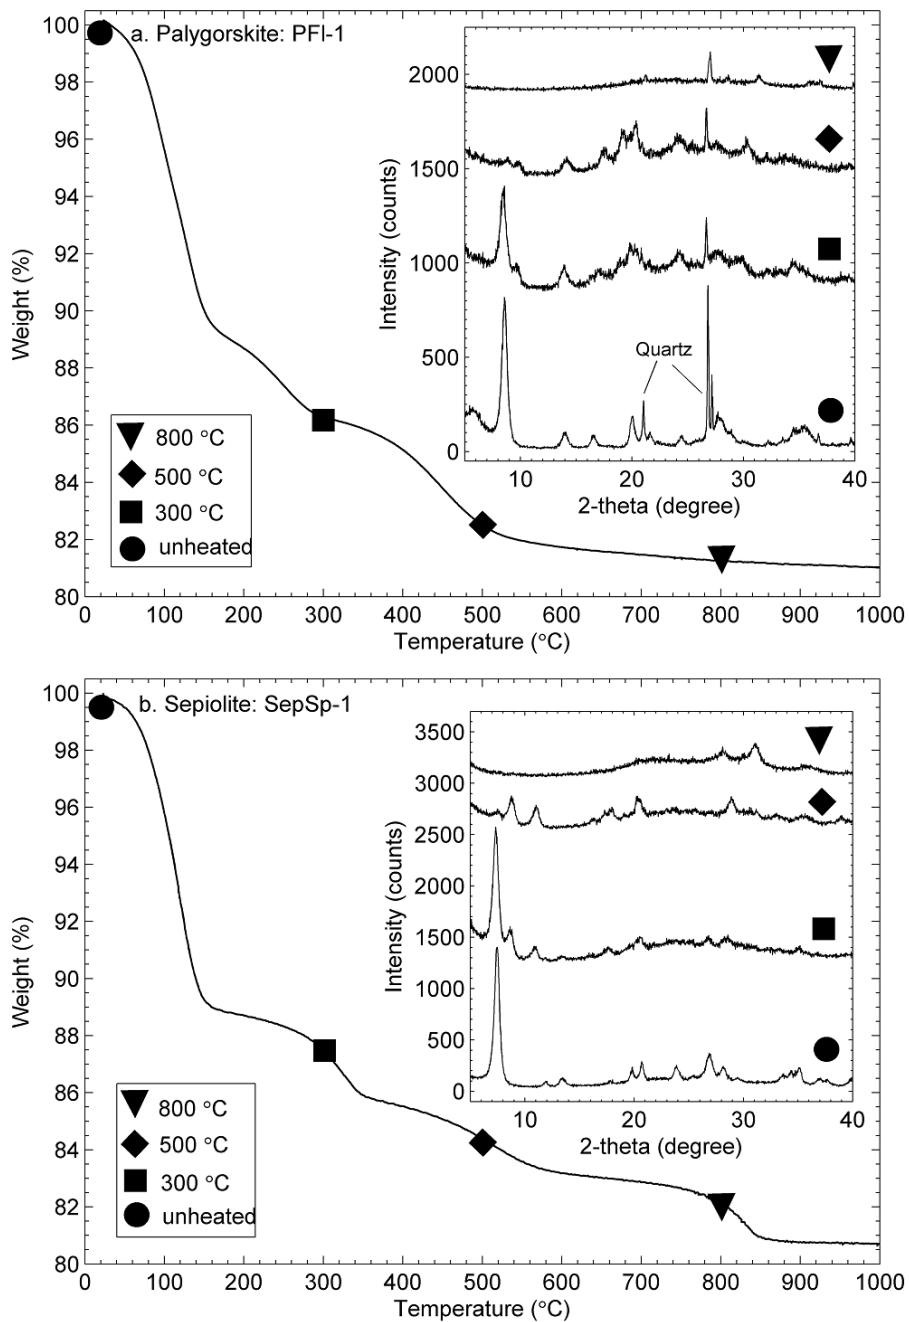 a. Palygorskite: PFl-1
Weight (%)
100
98
96
94
92
90
88
86
84
82
80
0 100 200 300 400 500 600 700 800 900 1000
Temperature (°C)
800 °C
500 °C
300 °C
unheated
Intensity (counts)
2000
1500
1000
500
0
Quartz
10 20 30 40
2-theta (degree)
b. Sepiolite: SepSp-1
Weight (%)
100
98
96
94
92
90
88
86
84
82
80
0 100 200 300 400 500 600 700 800 900 1000
Temperature (°C)
800 °C
500 °C
300 °C
unheated
Intensity (counts)
3500
3000
2500
2000
1500
1000
500
0
10 20 30 40
2-theta (degree)